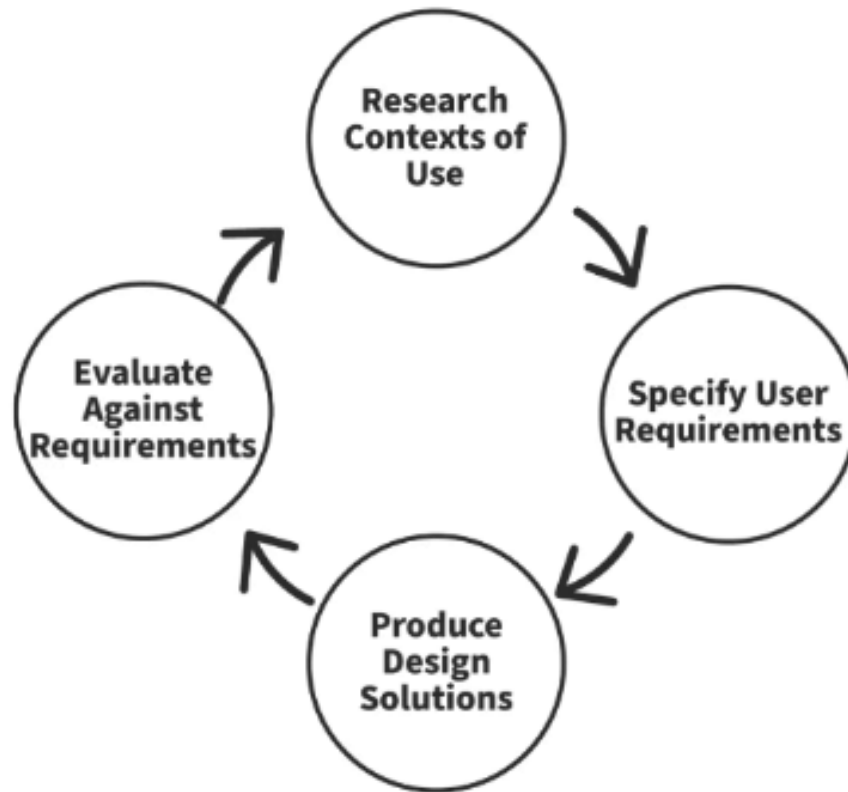 Research
Contexts of
Use
Specify User
Requirements
Produce
Design
Solutions
Evaluate
Against
Requirements